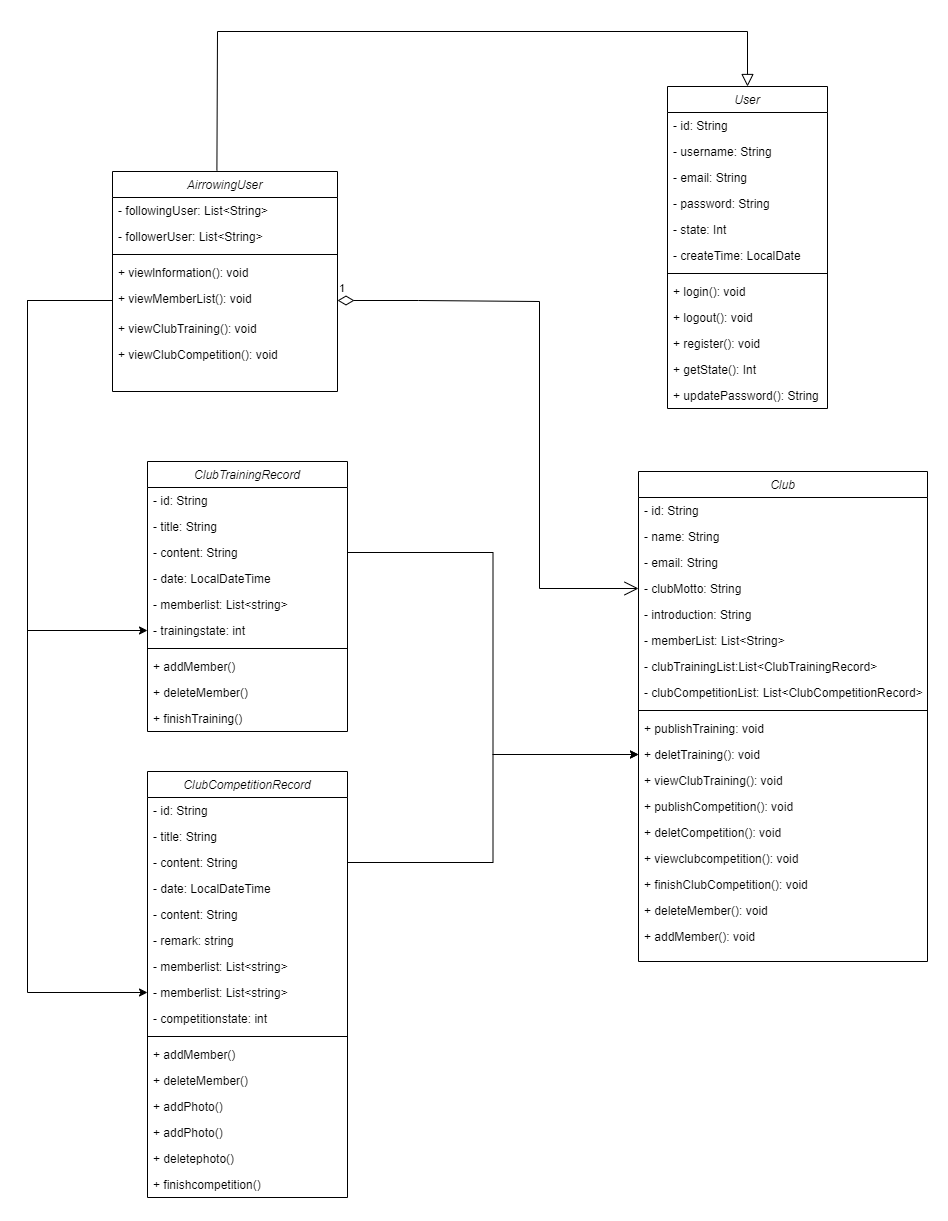 User
- id: String
- username: String
- email: String
- password: String
- state: Int
- createTime: LocalDate
+ login(): void
+ logout(): void
+ register(): void
+ getState(): Int
+ updatePassword(): String
AirrowingUser
- followingUser: List<String>
- followerUser: List<String>
+ viewInformation(): void
+ viewMemberList(): void
+ viewClubTraining(): void
+ viewClubCompetition(): void
1
ClubTrainingRecord
- id: String
- title: String
- content: String
- date: LocalDateTime
- memberlist: List<string>
- trainingstate: int
+ addMember()
+ deleteMember()
+ finishTraining()
Club
- id: String
- name: String
- email: String
- clubMotto: String
- introduction: String
- memberList: List<String>
- clubTrainingList:List<ClubTrainingRecord>
- clubCompetitionList: List<ClubCompetitionRecord>
+ publishTraining: void
+ deletTraining(): void
+ viewClubTraining(): void
+ publishCompetition(): void
+ deletCompetition(): void
+ viewclubcompetition(): void
+ finishClubCompetition(): void
+ deleteMember(): void
+ addMember(): void
ClubCompetitionRecord
- id: String
- title: String
- content: String
- date: LocalDateTime
- content: String
- remark: string
- memberlist: List<string>
- memberlist: List<string>
- competitionstate: int
+ addMember()
+ deleteMember()
+ addPhoto()
+ addPhoto()
+ deletephoto()
+ finishcompetition()